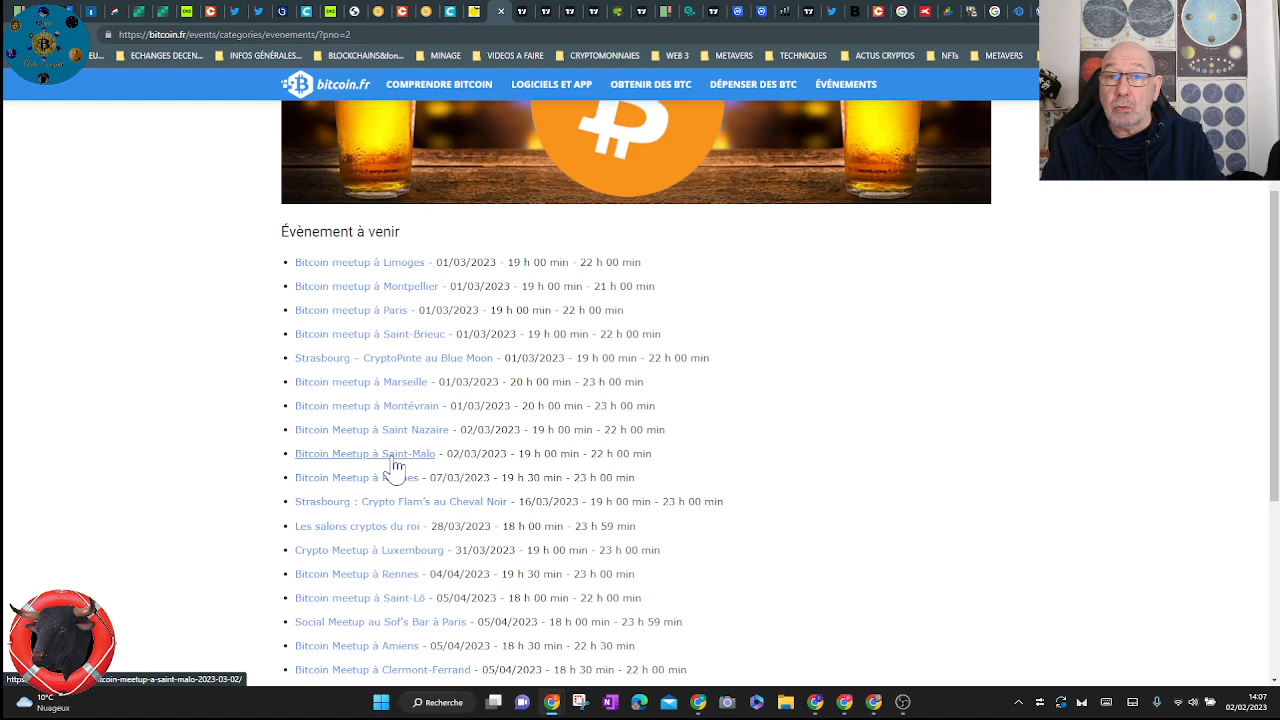 https://bitcoin.fr/events/categories/evenements/?pno=2
EU...
ECHANGES DECEN...
INFOS GÉNÉRALES...
MINAGE
VIDEOS A FAIRE
CRYPTOMONNAIES
WEB 3
METAVERS
TECHNIQUES
ACTUS CRYPTOS
NFTs
METAVERS
bitcoin.fr
COMPRENDRE BITCOIN
LOGICIELS ET APP
OBTENIR DES BTC
DÉPENSER DES BTC
ÉVÉNEMENTS
Évènement à venir
• Bitcoin meetup à Limoges - 01/03/2023 - 19 h 00 min - 22 h 00 min
• Bitcoin meetup à Montpellier - 01/03/2023 - 19 h 00 min - 21 h 00 min
• Bitcoin meetup à Paris - 01/03/2023 - 19 h 00 min - 22 h 00 min
• Bitcoin meetup à Saint-Brieuc - 01/03/2023 - 19 h 00 min - 22 h 00 min
• Strasbourg – CryptoPinte au Blue Moon - 01/03/2023 - 19 h 00 min - 22 h 00 min
• Bitcoin meetup à Marseille - 01/03/2023 - 20 h 00 min - 23 h 00 min
• Bitcoin meetup à Montévrain - 01/03/2023 - 20 h 00 min - 23 h 00 min
• Bitcoin Meetup à Saint Nazaire - 02/03/2023 - 19 h 00 min - 22 h 00 min
• Bitcoin Meetup à Saint-Malo - 02/03/2023 - 19 h 00 min - 22 h 00 min
• Bitcoin Meetup à - 07/03/2023 - 19 h 30 min - 23 h 00 min
• Strasbourg : Crypto Flam’s au Cheval Noir - 16/03/2023 - 19 h 00 min - 23 h 00 min
• Les salons cryptos du roi - 28/03/2023 - 18 h 00 min - 23 h 59 min
• Crypto Meetup à Luxembourg - 31/03/2023 - 19 h 00 min - 23 h 00 min
• Bitcoin Meetup à Rennes - 04/04/2023 - 19 h 30 min - 23 h 00 min
• Bitcoin meetup à Saint-Lô - 05/04/2023 - 18 h 00 min - 22 h 00 min
• Social Meetup au Sof's Bar à Paris - 05/04/2023 - 18 h 00 min - 23 h 59 min
• Bitcoin Meetup à Amiens - 05/04/2023 - 18 h 30 min - 22 h 30 min
• Bitcoin Meetup à Clermont-Ferrand - 05/04/2023 - 18 h 30 min - 22 h 00 min
-meetup-a-saint-malo-2023-03-02/
10°C
Nuageux
Recherche
14:07